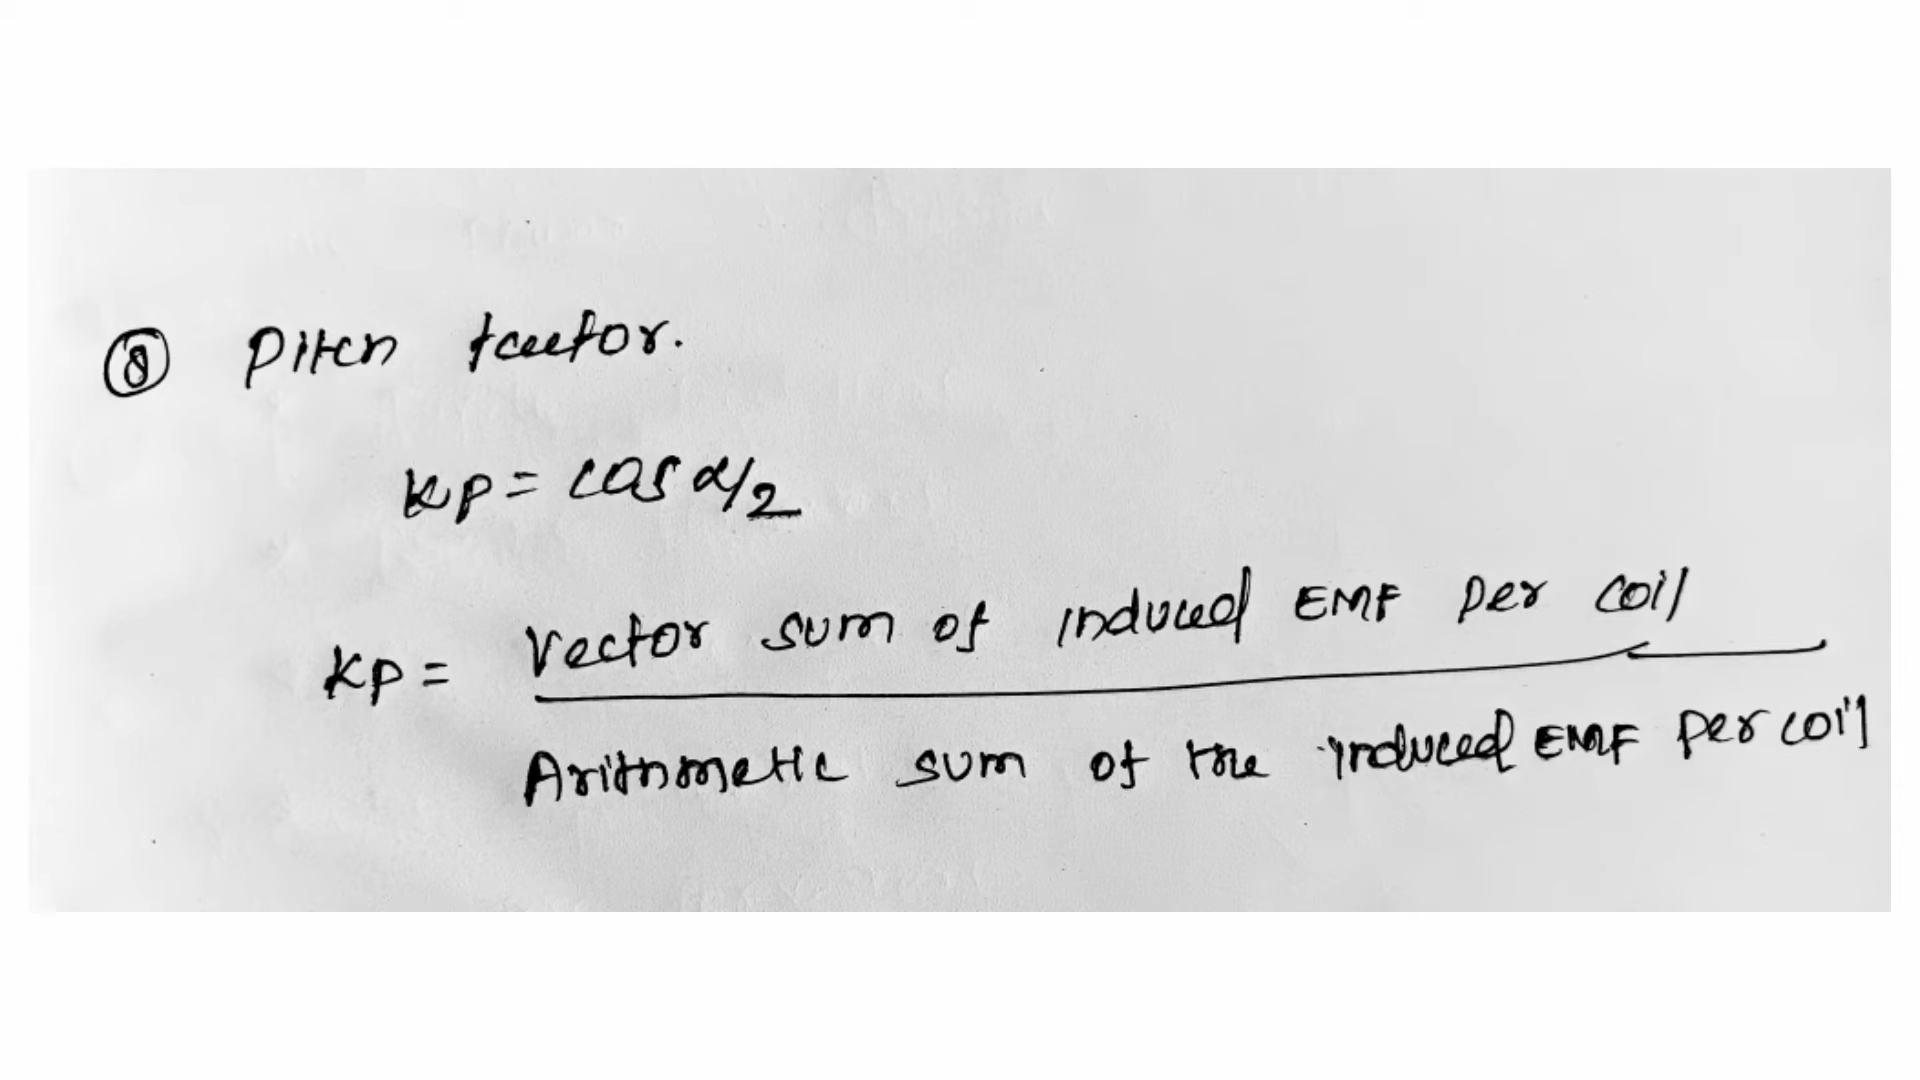 ⑧ Pitch factor.
Kp = cos α/2
Kp = Vector sum of induced EMF per coil
Arithmetic sum of the induced EMF per coil